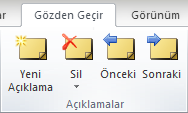 Gözden Geçir Görünüm
Yeni Açıklama Sil Önceki Sonraki
Açıklamalar